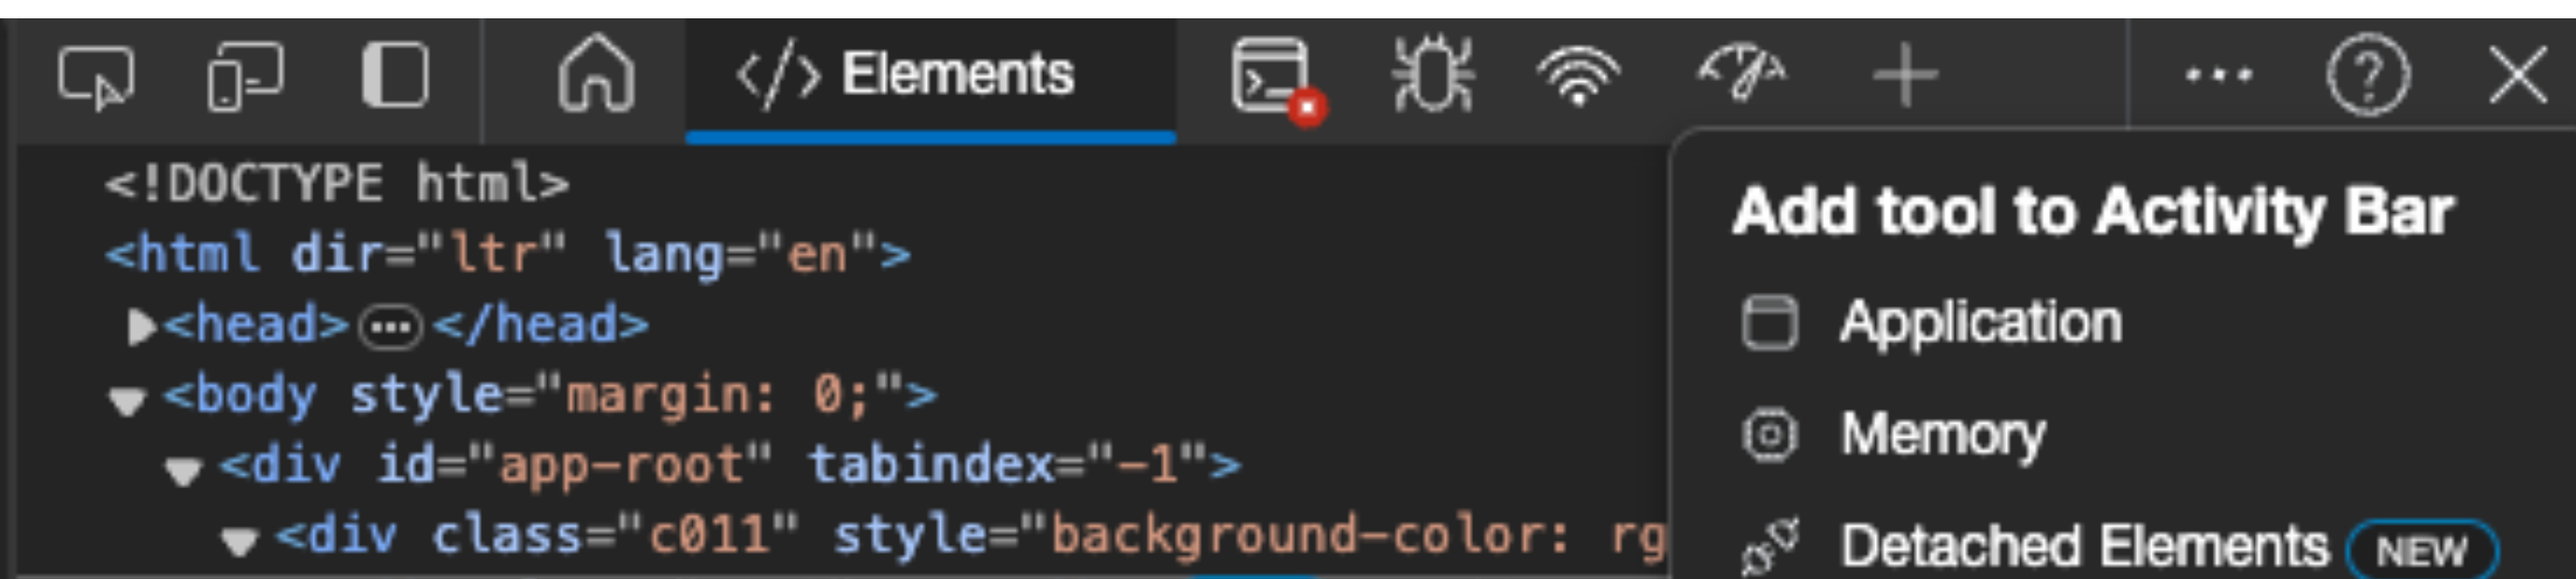 </> Elements
<!DOCTYPE html>
<html dir="ltr" lang="en">
<head> ... </head>
<body style="margin: 0;">
<div id="app-root" tabindex="-1">
<div class="c011" style="background-color: rg
Add tool to Activity Bar
Application
Memory
Detached Elements NEW